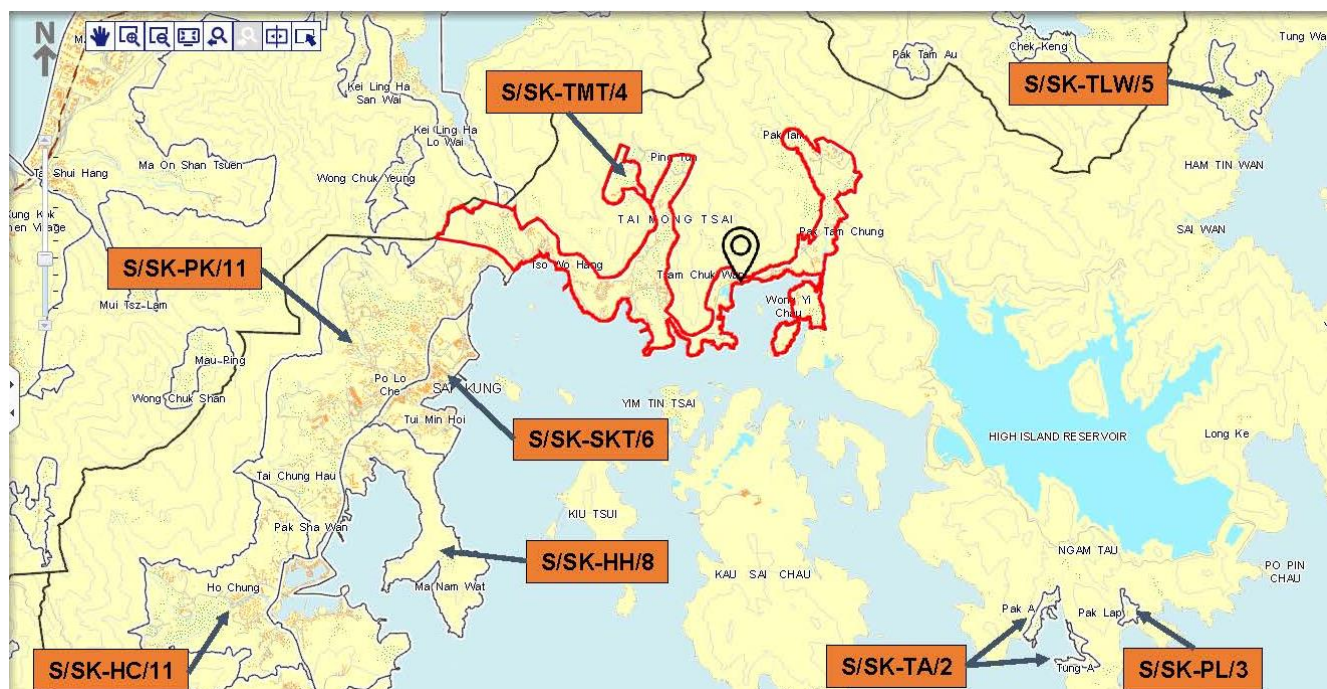 N
Pak Tam Au
Chek Keng
Tung Wa
Kei Ling Ha
San Wai
S/SK-TMT/4
S/SK-TLW/5
Kei Ling Ha
Lo Wai
Pak Tam
Ma On Shan Tsuen
Ping Tun
HAM TIN WAN
Tai Shui Hang
Wong Chuk Yeung
TAI MONG TSAI
SAI WAN
Pak Tam Chung
S/SK-PK/11
Tso Wo Hang
Tsam Chuk Wan
Mui Tsz-Lam
Wong Yi
Chau
Mau-Ping
Po Lo
Che
SAI KUNG
Wong Chuk Shan
YIM TIN TSAI
Tui Min Hoi
S/SK-SKT/6
HIGH ISLAND RESERVOIR
Long Ke
Tai Chung Hau
KIU TSUI
Pak Sha Wan
S/SK-HH/8
NGAM TAU
PO PIN
CHAU
KAU SAI CHAU
Ho Chung
Ma Nam Wat
Pak A
Pak Lap
S/SK-HC/11
S/SK-TA/2
Tung A
S/SK-PL/3